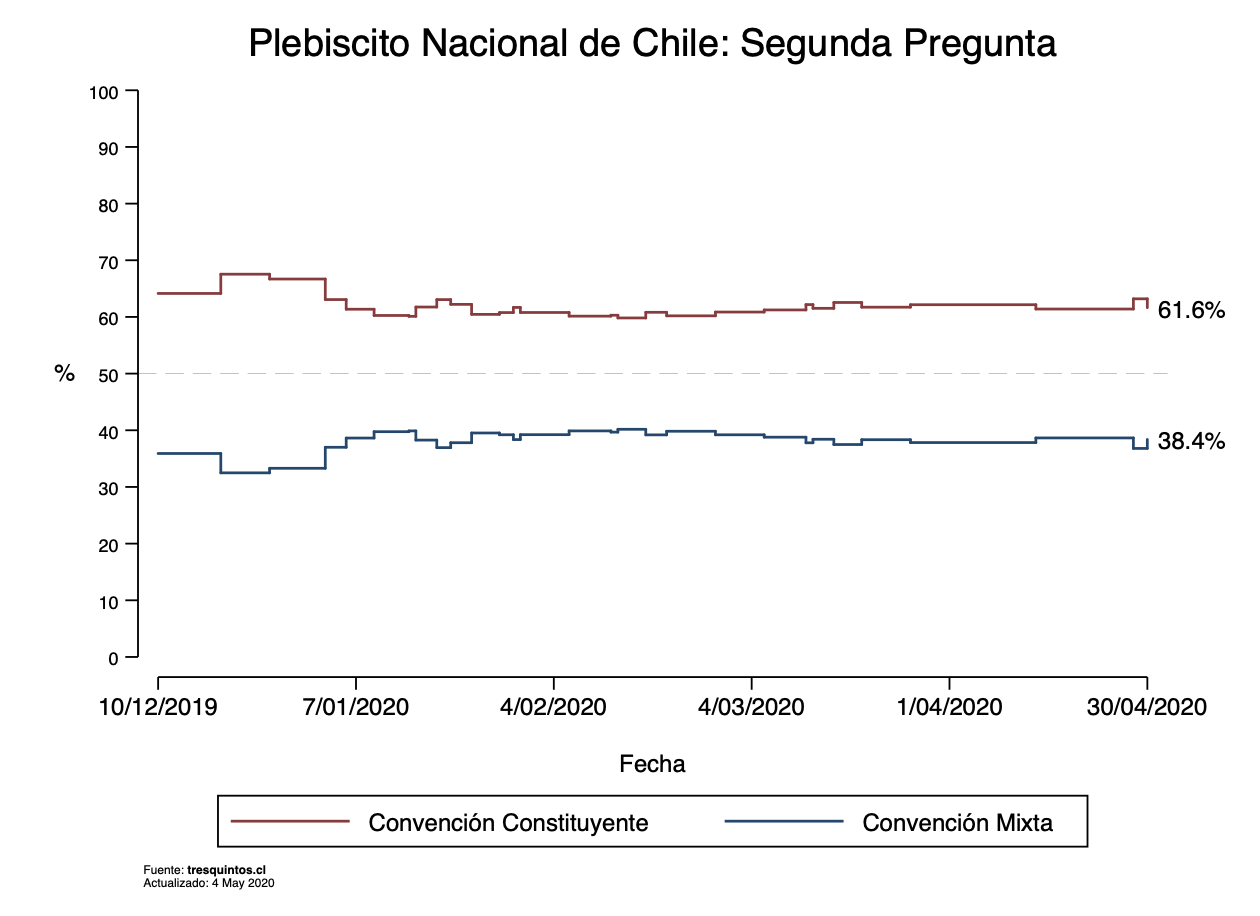 Plebiscito Nacional de Chile: Segunda Pregunta
100
90
80
70
60
50
40
30
20
10
0
%
61.6%
38.4%
10/12/2019 7/01/2020 4/02/2020 4/03/2020 1/04/2020 30/04/2020
Fecha
Convención Constituyente Convención Mixta
Fuente: tresquintos.cl
Actualizado: 4 May 2020